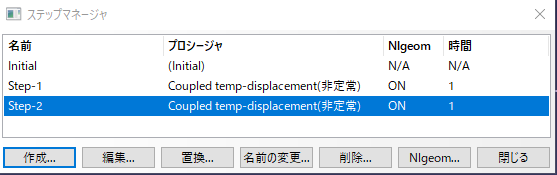 ステップマネージャ
名前 プロシージャ Nlgeom 時間
Initial (Initial) N/A N/A
Step-1 Coupled temp-displacement(非定常) ON 1
Step-2 Coupled temp-displacement(非定常) ON 1
作成... 編集... 置換... 名前の変更... 削除... Nlgeom... 閉じる